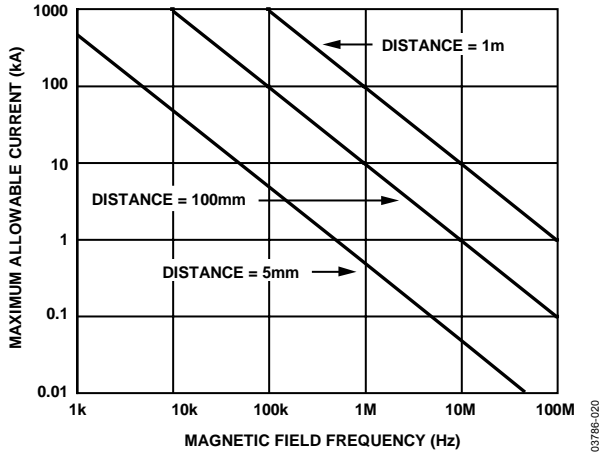 1000
100
10
1
0.1
0.01
MAXIMUM ALLOWABLE CURRENT (kA)
DISTANCE = 1m
DISTANCE = 100mm
DISTANCE = 5mm
1k
10k
100k
1M
10M
100M
MAGNETIC FIELD FREQUENCY (Hz)
03786-020